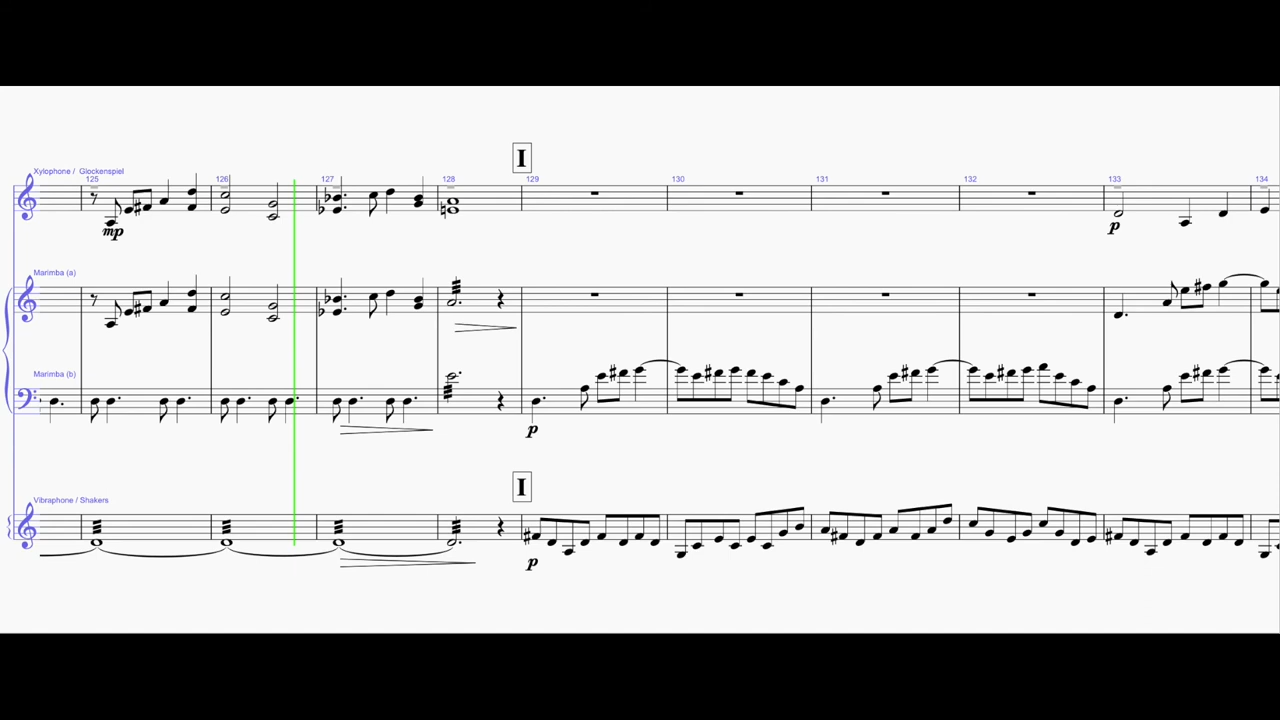 I
Xylophone / Glockenspiel
125 126 127 128 129 130 131 132 133 134
mp p
Marimba (a)
Marimba (b)
p
I
Vibraphone / Shakers
p